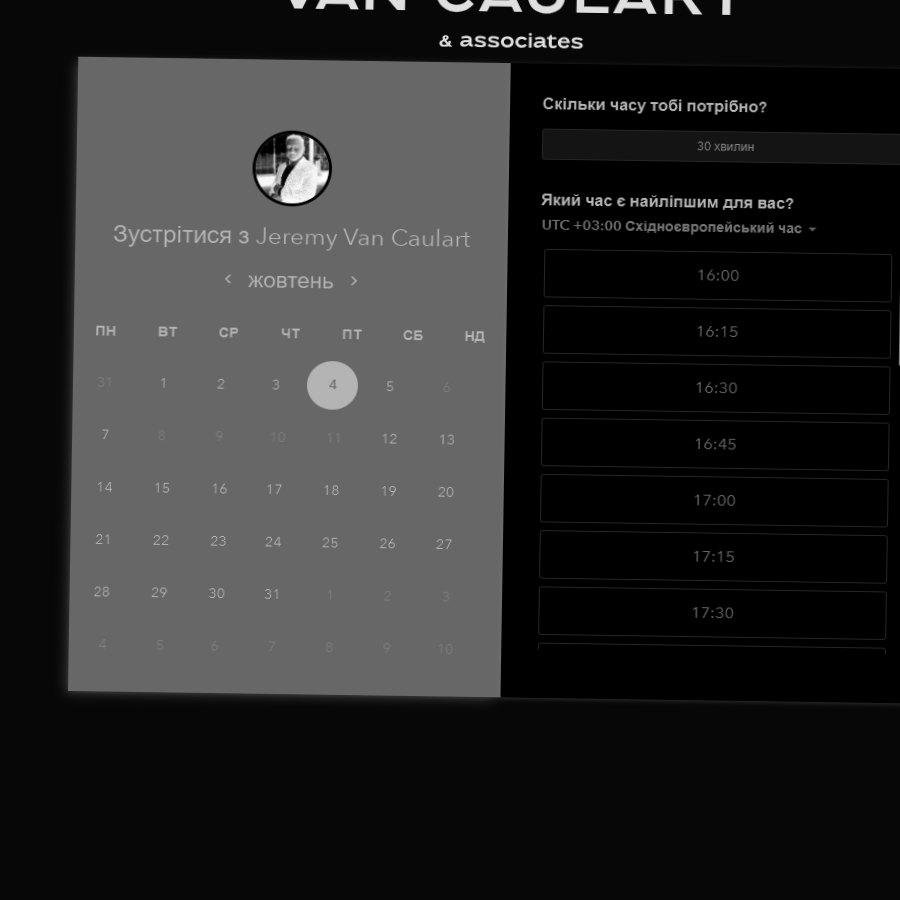 VAN CAULART
& associates
Зустрітися з Jeremy Van Caulart
жовтень
ПН ВТ СР ЧТ ПТ СБ НД
31 1 2 3 4 5 6
7 8 9 10 11 12 13
14 15 16 17 18 19 20
21 22 23 24 25 26 27
28 29 30 31 1 2 3
4 5 6 7 8 9 10
Скільки часу тобі потрібно?
30 хвилин
Який час є найліпшим для вас?
UTC +03:00 Східноєвропейський час
16:00
16:15
16:30
16:45
17:00
17:15
17:30